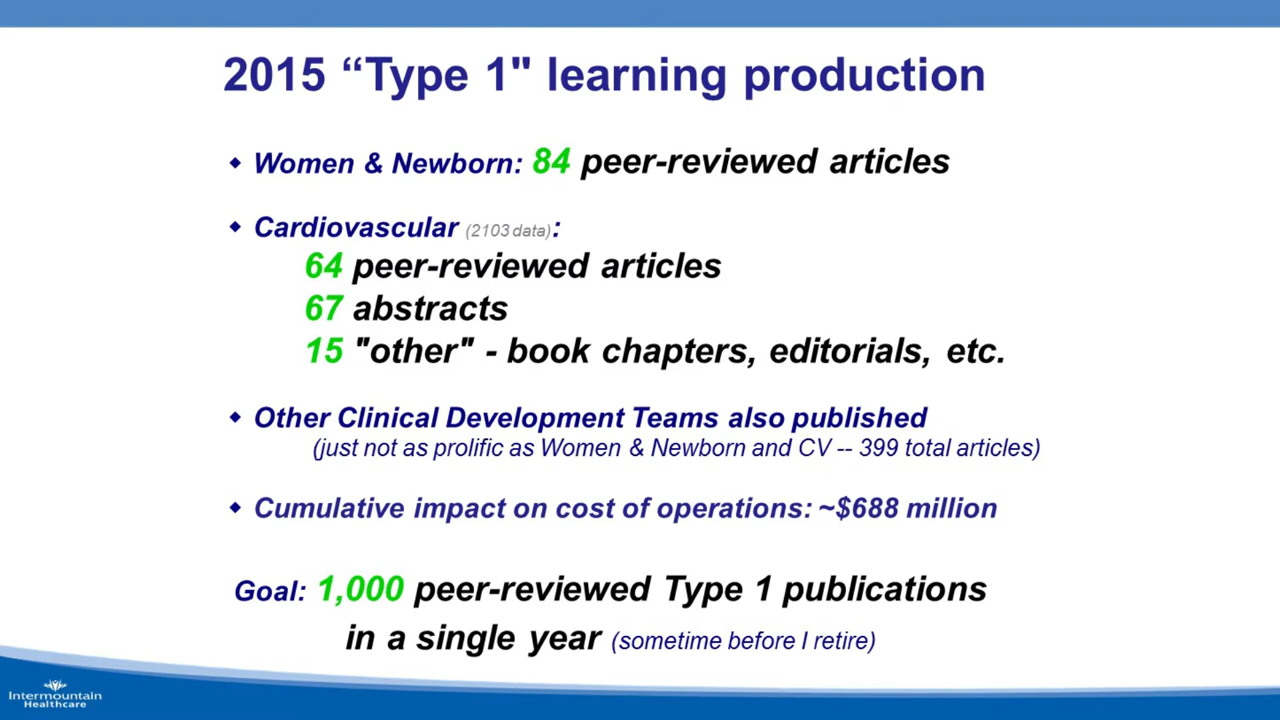 2015 “Type 1" learning production
Women & Newborn: 84 peer-reviewed articles
Cardiovascular (2103 data):
64 peer-reviewed articles
67 abstracts
15 "other" - book chapters, editorials, etc.
Other Clinical Development Teams also published
(just not as prolific as Women & Newborn and CV -- 399 total articles)
Cumulative impact on cost of operations: ~$688 million
Goal: 1,000 peer-reviewed Type 1 publications
in a single year (sometime before I retire)
Intermountain
Healthcare